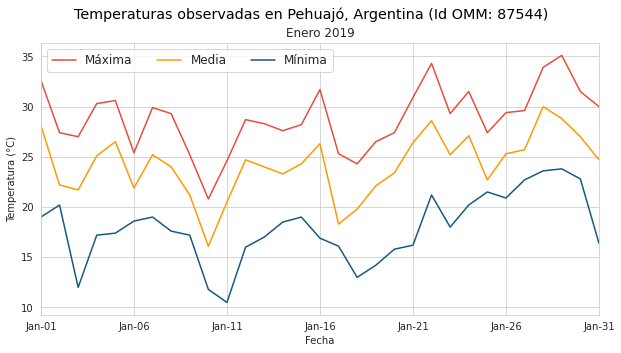 Temperaturas observadas en Pehuajó, Argentina (Id OMM: 87544)
Enero 2019
Máxima Media Mínima
Temperatura (°C)
35
30
25
20
15
10
Jan-01 Jan-06 Jan-11 Jan-16 Jan-21 Jan-26 Jan-31
Fecha